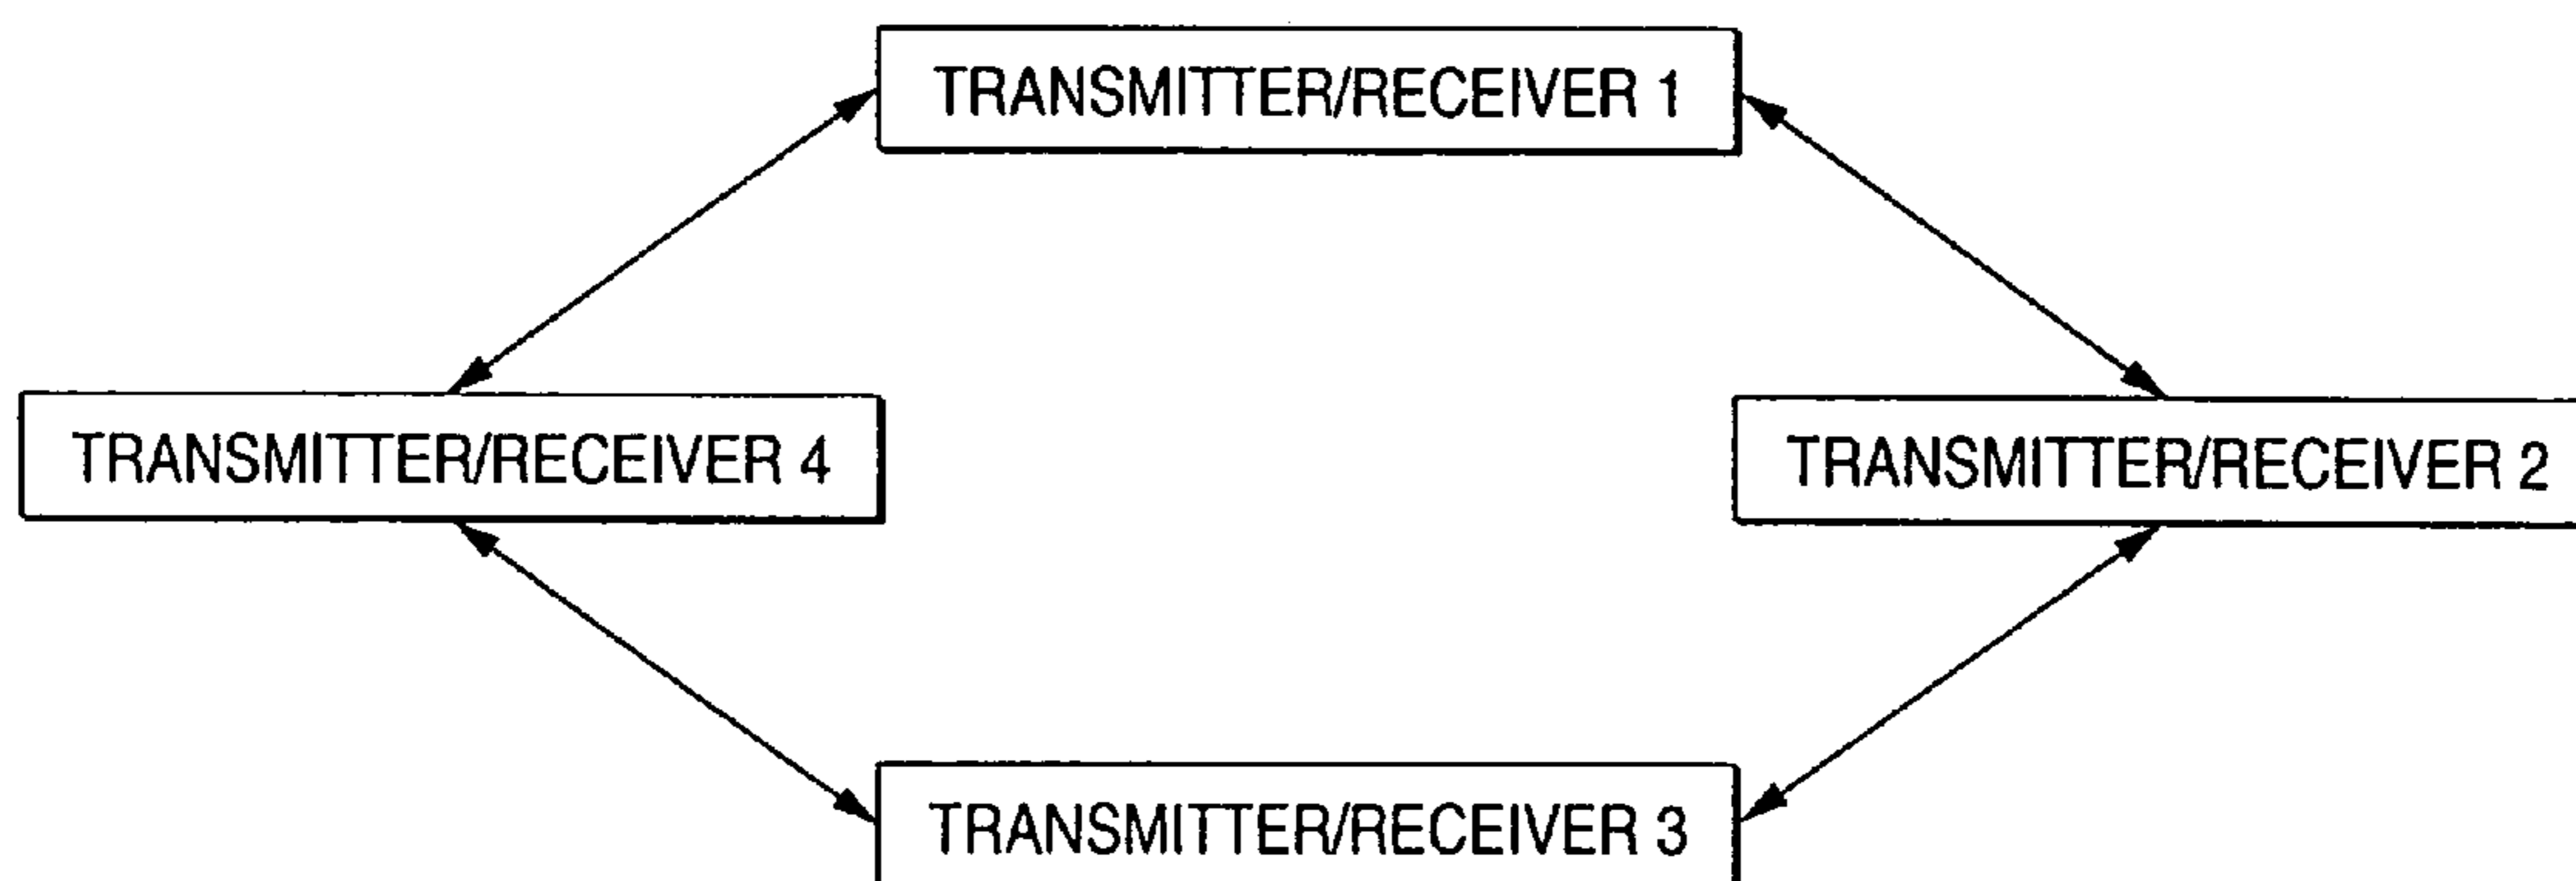 TRANSMITTER/RECEIVER 1
TRANSMITTER/RECEIVER 4
TRANSMITTER/RECEIVER 2
TRANSMITTER/RECEIVER 3